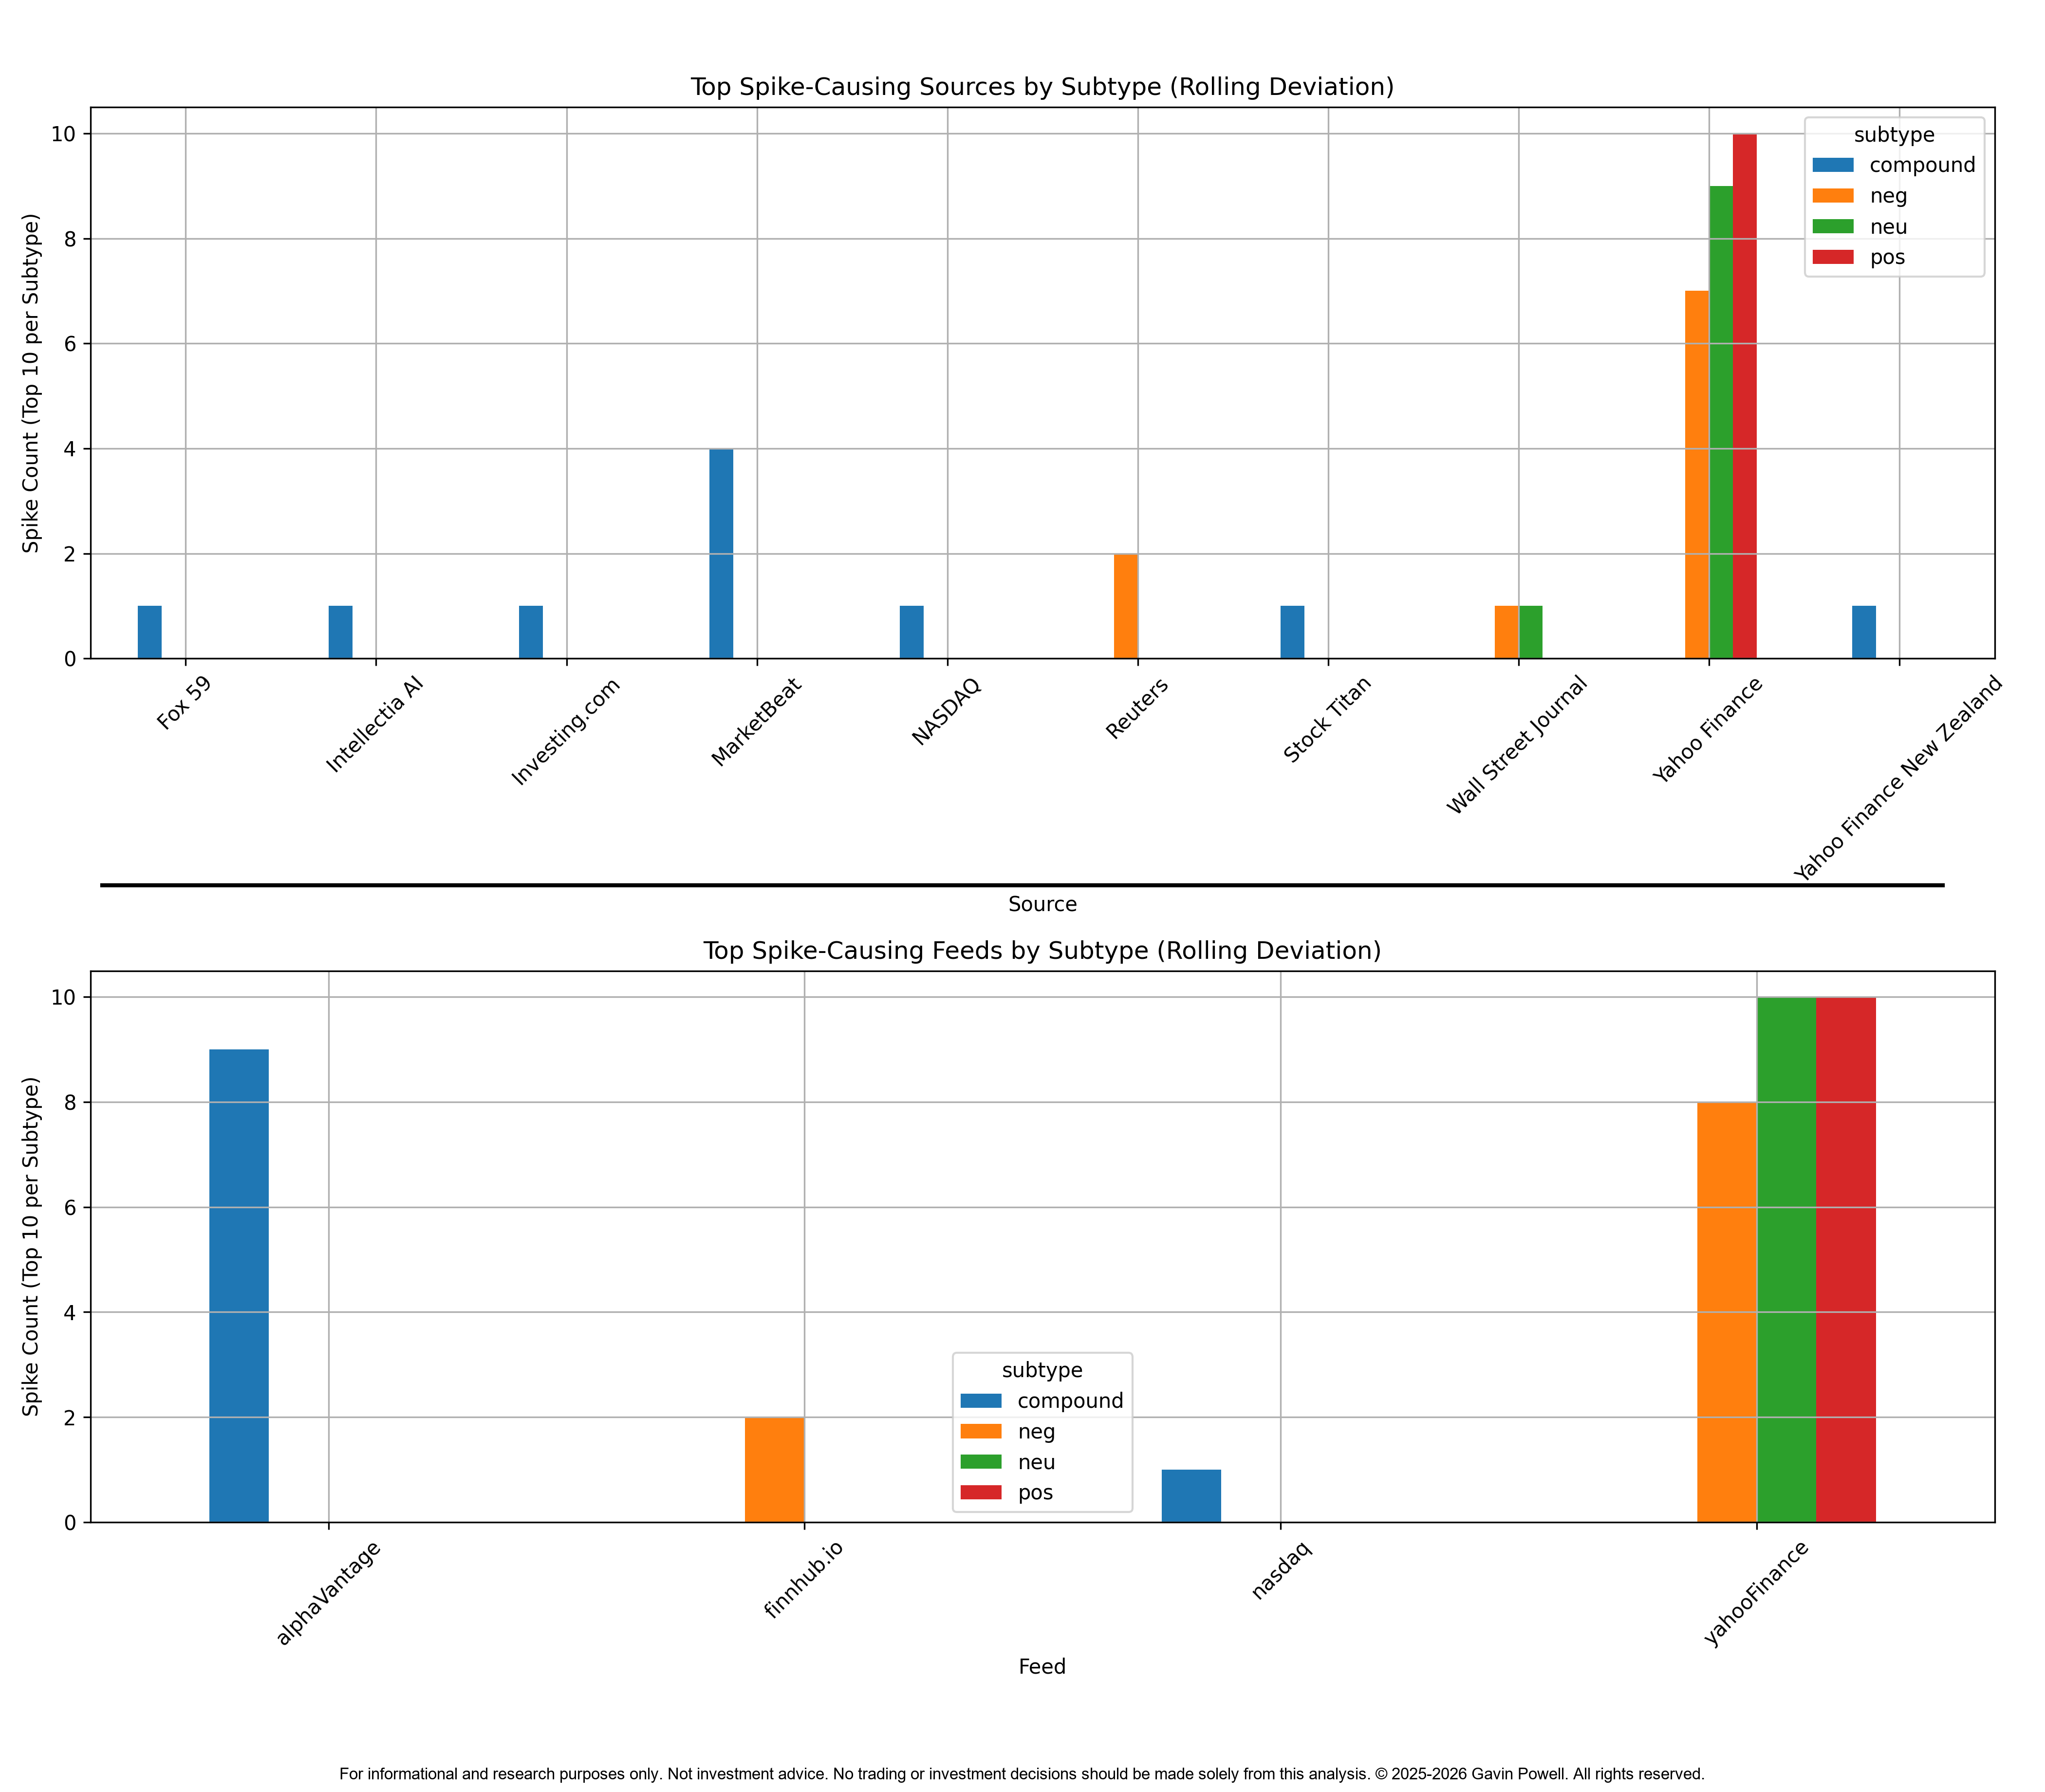 Top Spike-Causing Sources by Subtype (Rolling Deviation)
Spike Count (Top 10 per Subtype)
10
8
6
4
2
0
subtype
compound
neg
neu
pos
Fox 59
Intellectia AI
Investing.com
MarketBeat
NASDAQ
Reuters
Stock Titan
Wall Street Journal
Yahoo Finance
Yahoo Finance New Zealand
Source
Top Spike-Causing Feeds by Subtype (Rolling Deviation)
Spike Count (Top 10 per Subtype)
10
8
6
4
2
0
subtype
compound
neg
neu
pos
alphaVantage
finnhub.io
nasdaq
yahooFinance
Feed
For informational and research purposes only. Not investment advice. No trading or investment decisions should be made solely from this analysis. © 2025-2026 Gavin Powell. All rights reserved.